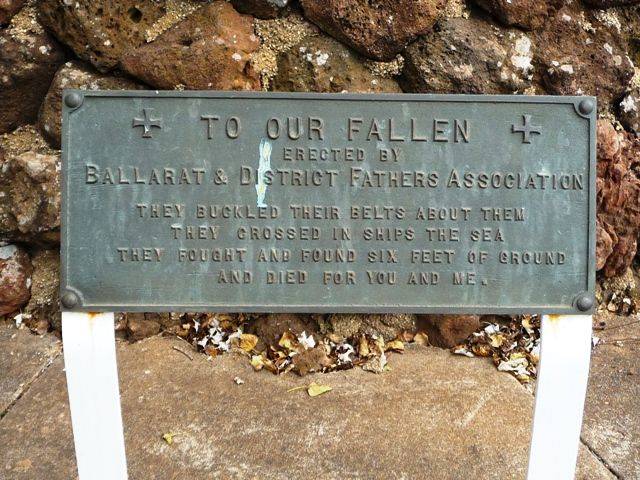 TO OUR FALLEN
ERECTED BY
BALLARAT & DISTRICT FATHERS ASSOCIATION
THEY BUCKLED THEIR BELTS ABOUT THEM
THEY CROSSED IN SHIPS THE SEA
THEY FOUGHT AND FOUND SIX FEET OF GROUND
AND DIED FOR YOU AND ME.